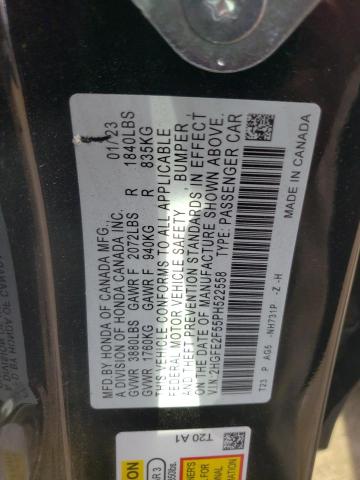 MFD.BY HONDA OF CANADA MFG., 01/23
A DIVISION OF HONDA CANADA INC.
GVWR 3880LBS GAWR F 2072LBS R 1840LBS
GVWR 1760KG GAWR F 940KG R 835KG
THIS VEHICLE CONFORMS TO ALL APPLICABLE
FEDERAL MOTOR VEHICLE SAFETY, BUMPER,
AND THEFT PREVENTION STANDARDS IN EFFECT
ON THE DATE OF MANUFACTURE SHOWN ABOVE.
V.I.N:2HGFE2F55PH522558 TYPE:PASSENGER CAR
T23 P AG5 -NH731P -Z -H
MADE IN CANADA
T20 A1